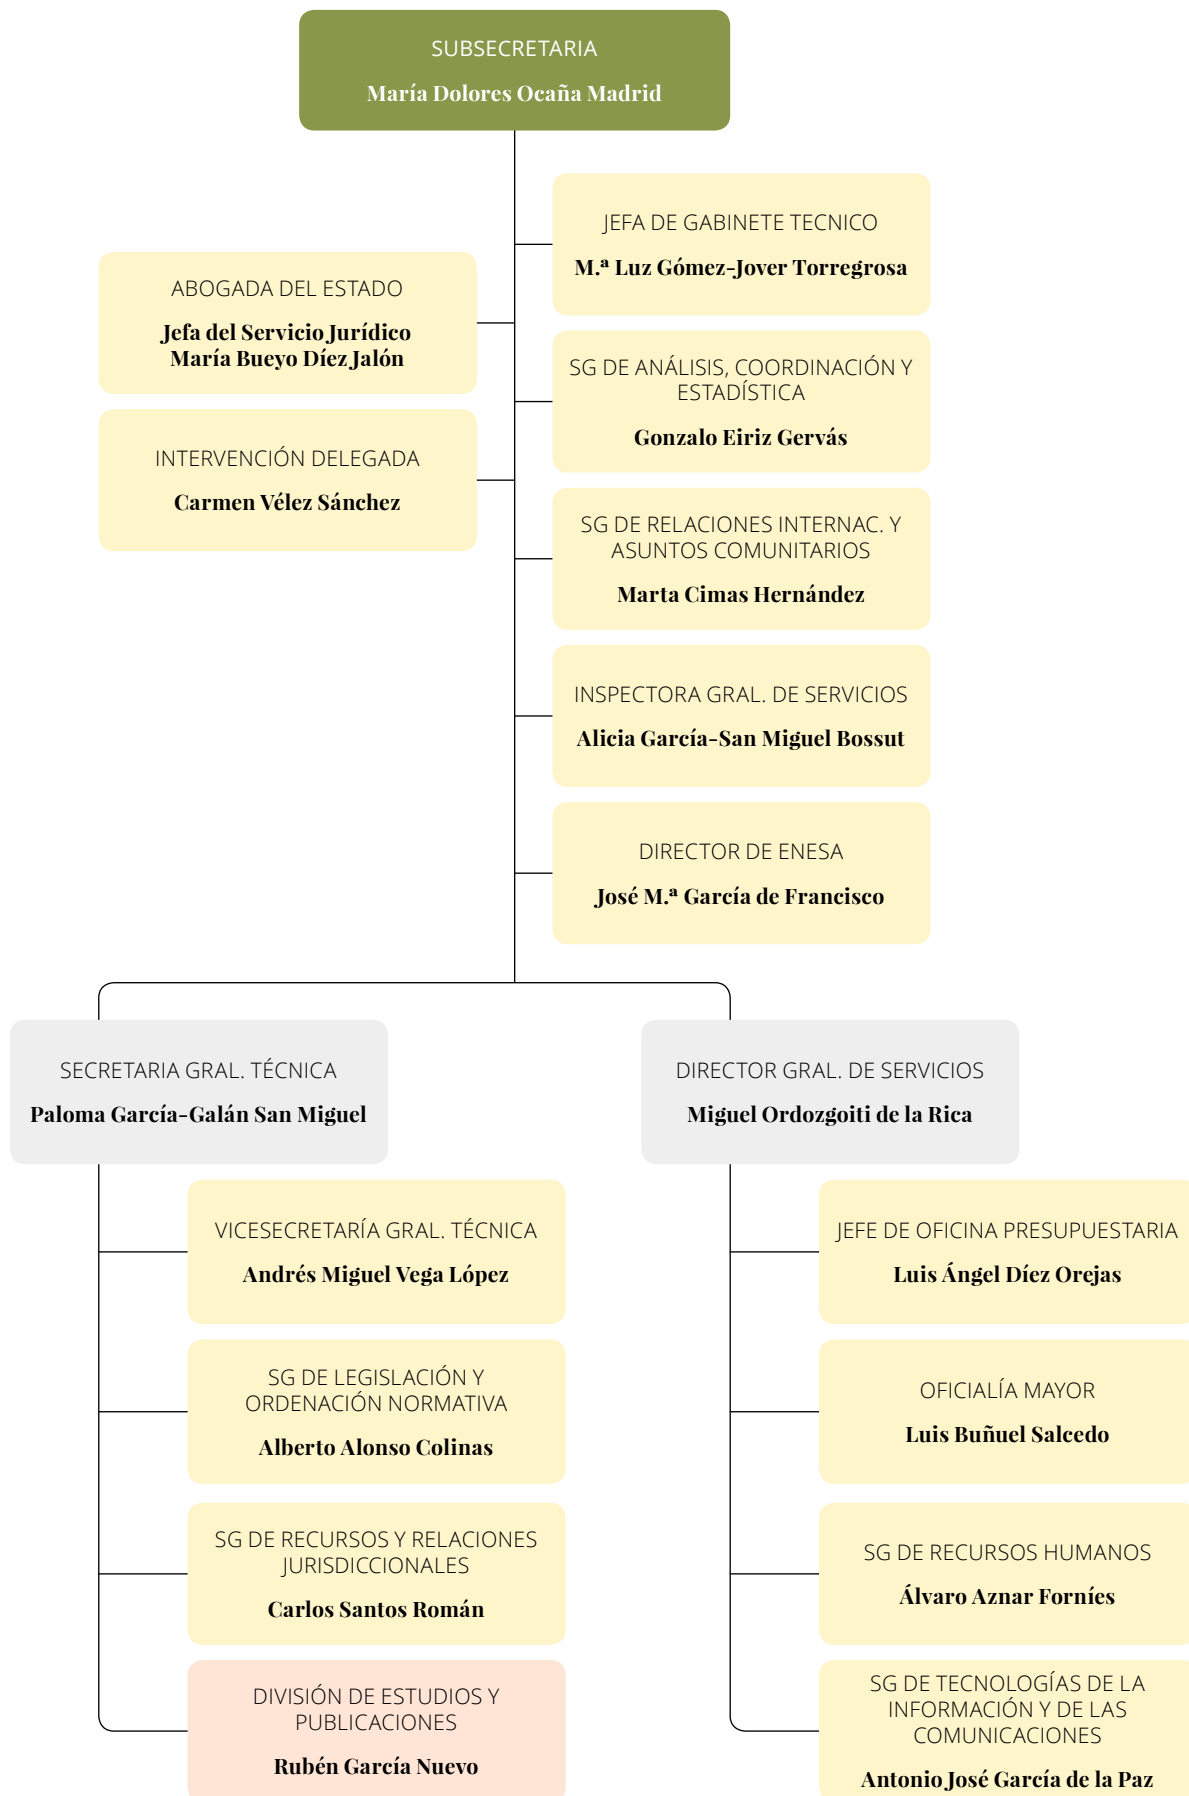 SUBSECRETARIA
María Dolores Ocaña Madrid
JEFA DE GABINETE TECNICO
M.ª Luz Gómez-Jover Torregrosa
ABOGADA DEL ESTADO
Jefa del Servicio Jurídico
María Bueyo Díez Jalón
SG DE ANÁLISIS, COORDINACIÓN Y
ESTADÍSTICA
Gonzalo Eiriz Gervás
INTERVENCIÓN DELEGADA
Carmen Vélez Sánchez
SG DE RELACIONES INTERNAC. Y
ASUNTOS COMUNITARIOS
Marta Cimas Hernández
INSPECTORA GRAL. DE SERVICIOS
Alicia García-San Miguel Bossut
DIRECTOR DE ENESA
José M.ª García de Francisco
SECRETARIA GRAL. TÉCNICA
Paloma García-Galán San Miguel
VICESECRETARÍA GRAL. TÉCNICA
Andrés Miguel Vega López
SG DE LEGISLACIÓN Y
ORDENACIÓN NORMATIVA
Alberto Alonso Colinas
SG DE RECURSOS Y RELACIONES
JURISDICCIONALES
Carlos Santos Román
DIVISIÓN DE ESTUDIOS Y
PUBLICACIONES
Rubén García Nuevo
DIRECTOR GRAL. DE SERVICIOS
Miguel Ordozgoiti de la Rica
JEFE DE OFICINA PRESUPUESTARIA
Luis Ángel Díez Orejas
OFICIALÍA MAYOR
Luis Buñuel Salcedo
SG DE RECURSOS HUMANOS
Álvaro Aznar Forníes
SG DE TECNOLOGÍAS DE LA
INFORMACIÓN Y DE LAS
COMUNICACIONES
Antonio José García de la Paz